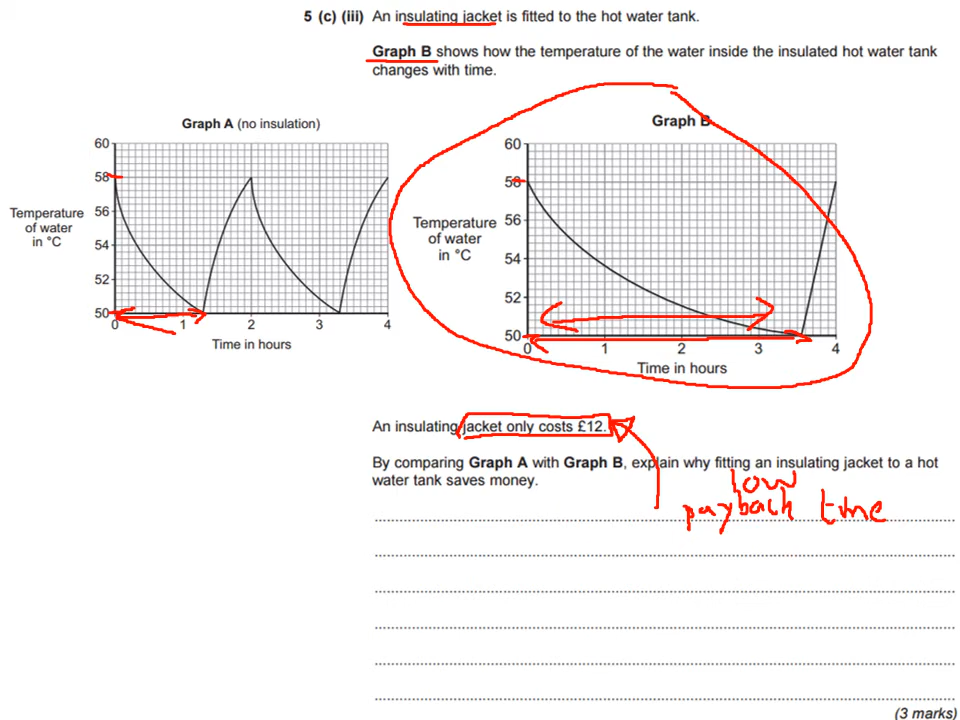 5 (c) (iii) An insulating jacket is fitted to the hot water tank.
Graph B shows how the temperature of the water inside the insulated hot water tank
changes with time.
Graph A (no insulation)
60
58
56
54
52
50
Temperature
of water
in °C
0 1 2 3 4
Time in hours
Graph B
60
58
56
54
52
50
Temperature
of water
in °C
0 1 2 3 4
Time in hours
An insulating jacket only costs £12.
By comparing Graph A with Graph B, explain why fitting an insulating jacket to a hot
water tank saves money.
low
payback time
(3 marks)